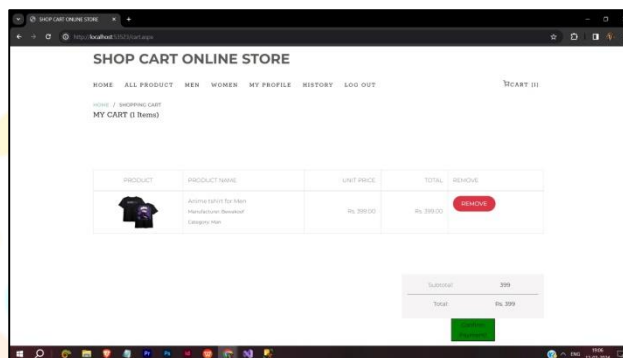 SHOP CART ONLINE STORE
http://localhost:53523/cart.aspx
SHOP CART ONLINE STORE
HOME ALL PRODUCT MEN WOMEN MY PROFILE HISTORY LOG OUT CART [1]
HOME / SHOPPING CART
MY CART (1 Items)
PRODUCT PRODUCT NAME UNIT PRICE TOTAL REMOVE
Anime tshirt for Men
Manufacturer:
Category: Men
Rs. 399.00 Rs. 399.00 REMOVE
Subtotal 399
Total Rs. 399
ENG 19:06